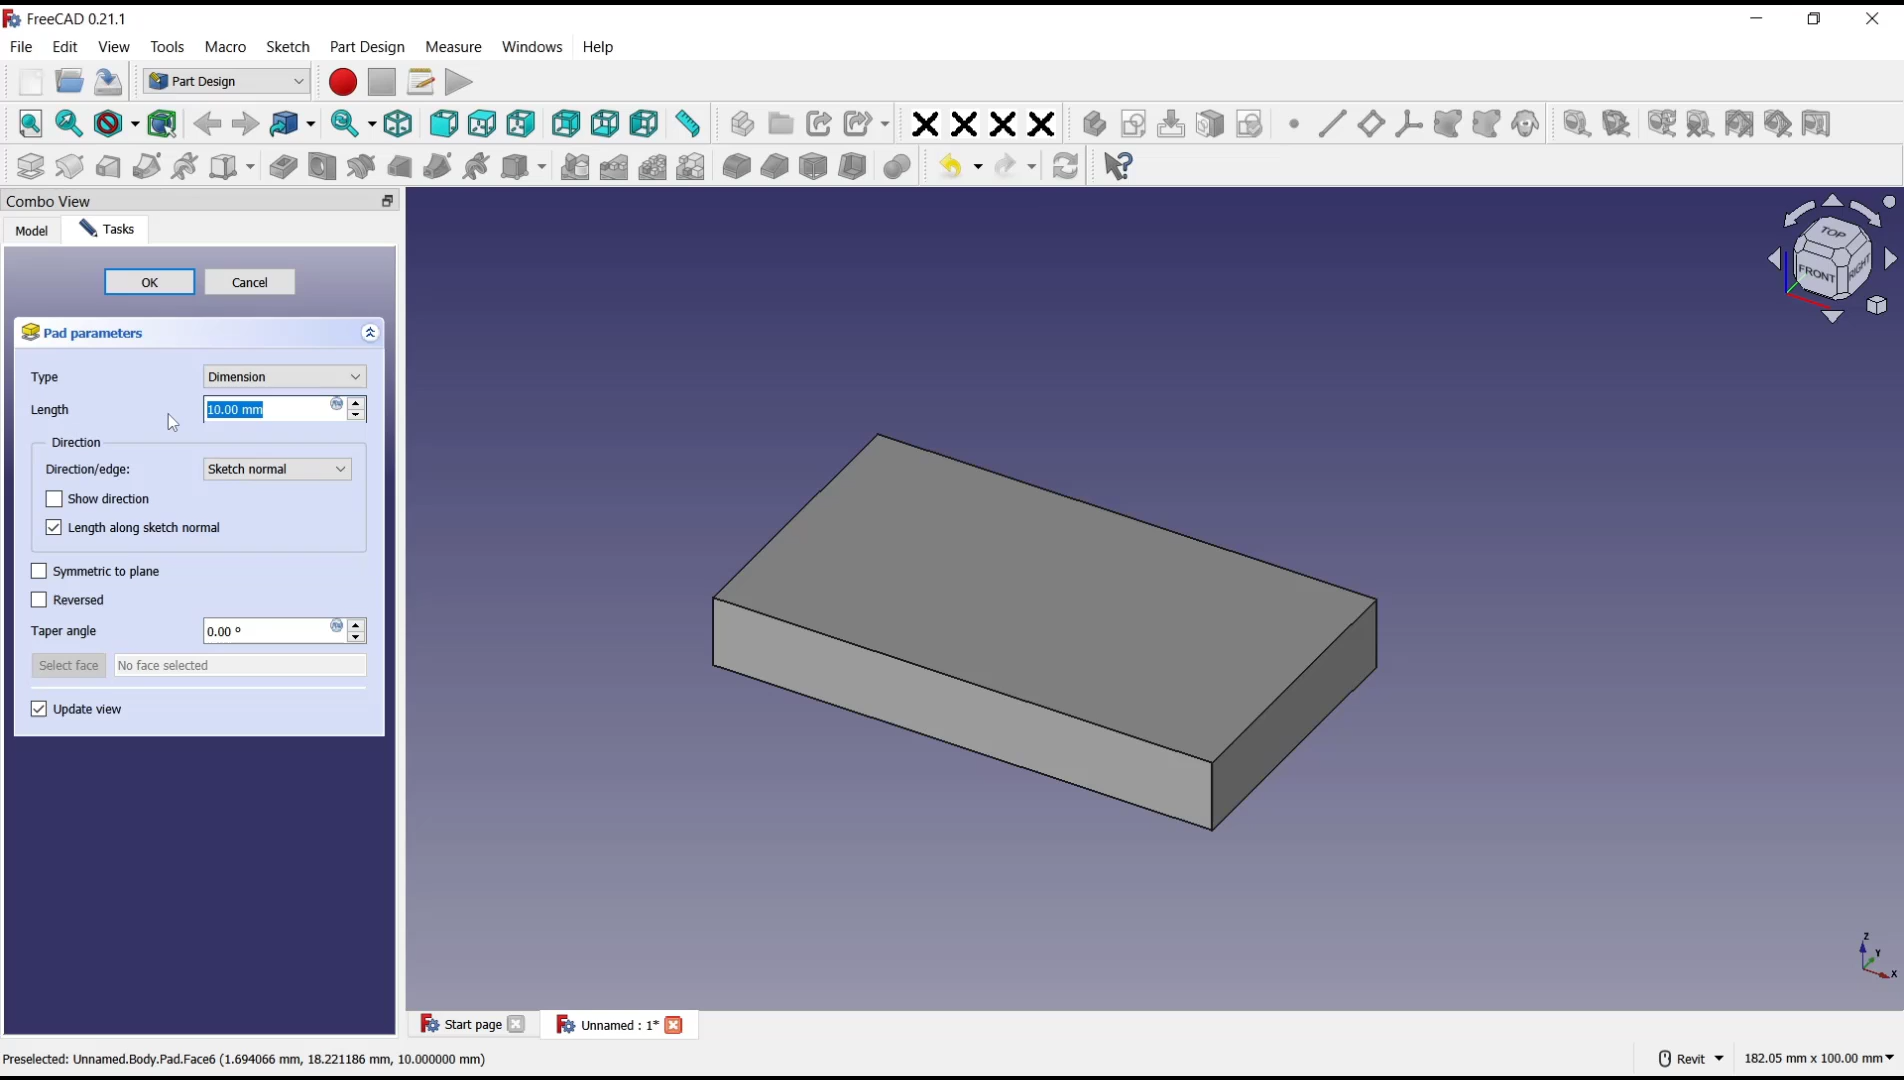 FreeCAD 0.21.1
File Edit View Tools Macro Sketch Part Design Measure Windows Help
Part Design
Combo View
Model Tasks
OK Cancel
Pad parameters
Type Dimension
Length 10.00 mm
Direction
Direction/edge: Sketch normal
Show direction
Length along sketch normal
Symmetric to plane
Reversed
Taper angle 0.00 °
Select face No face selected
Update view
TOP
FRONT RIGHT
Z
Y
X
Start page Unnamed : 1*
Preselected: Unnamed.Body.Pad.Face6 (1.694066 mm, 18.221186 mm, 10.000000 mm) Revit 182.05 mm x 100.00 mm